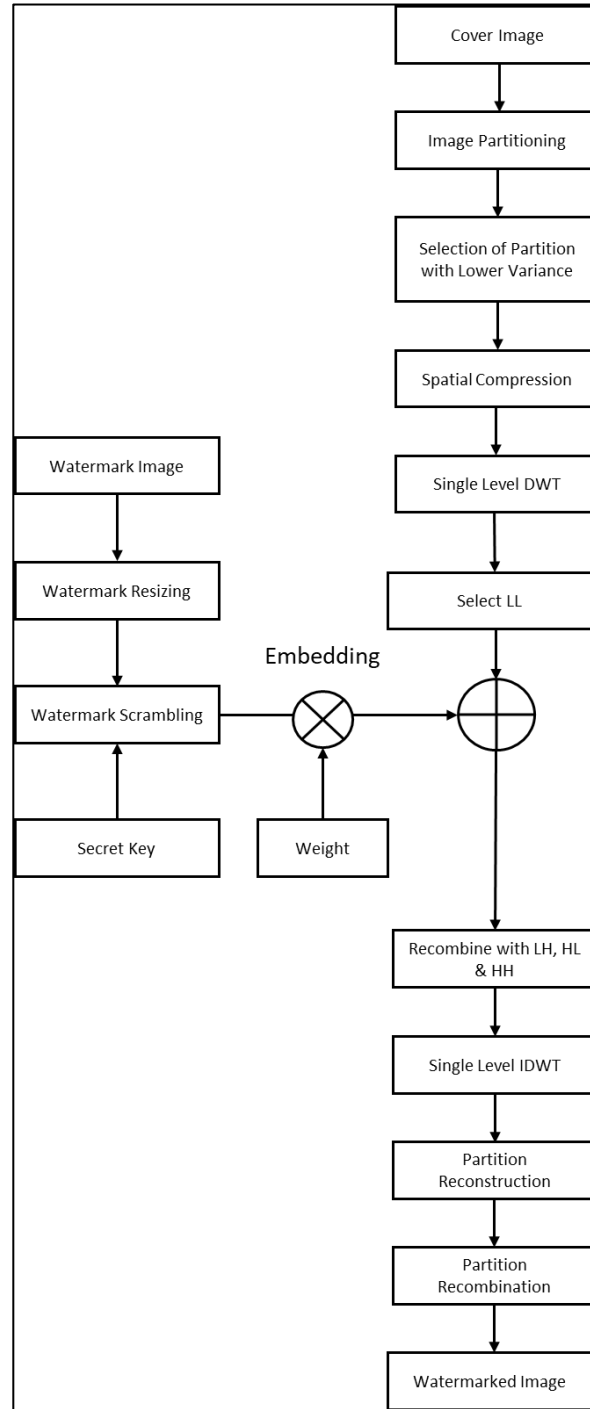 Cover Image
Image Partitioning
Selection of Partition
with Lower Variance
Spatial Compression
Single Level DWT
Select LL
Watermark Image
Watermark Resizing
Watermark Scrambling
Secret Key
Embedding
Weight
Recombine with LH, HL
& HH
Single Level IDWT
Partition
Reconstruction
Partition
Recombination
Watermarked Image